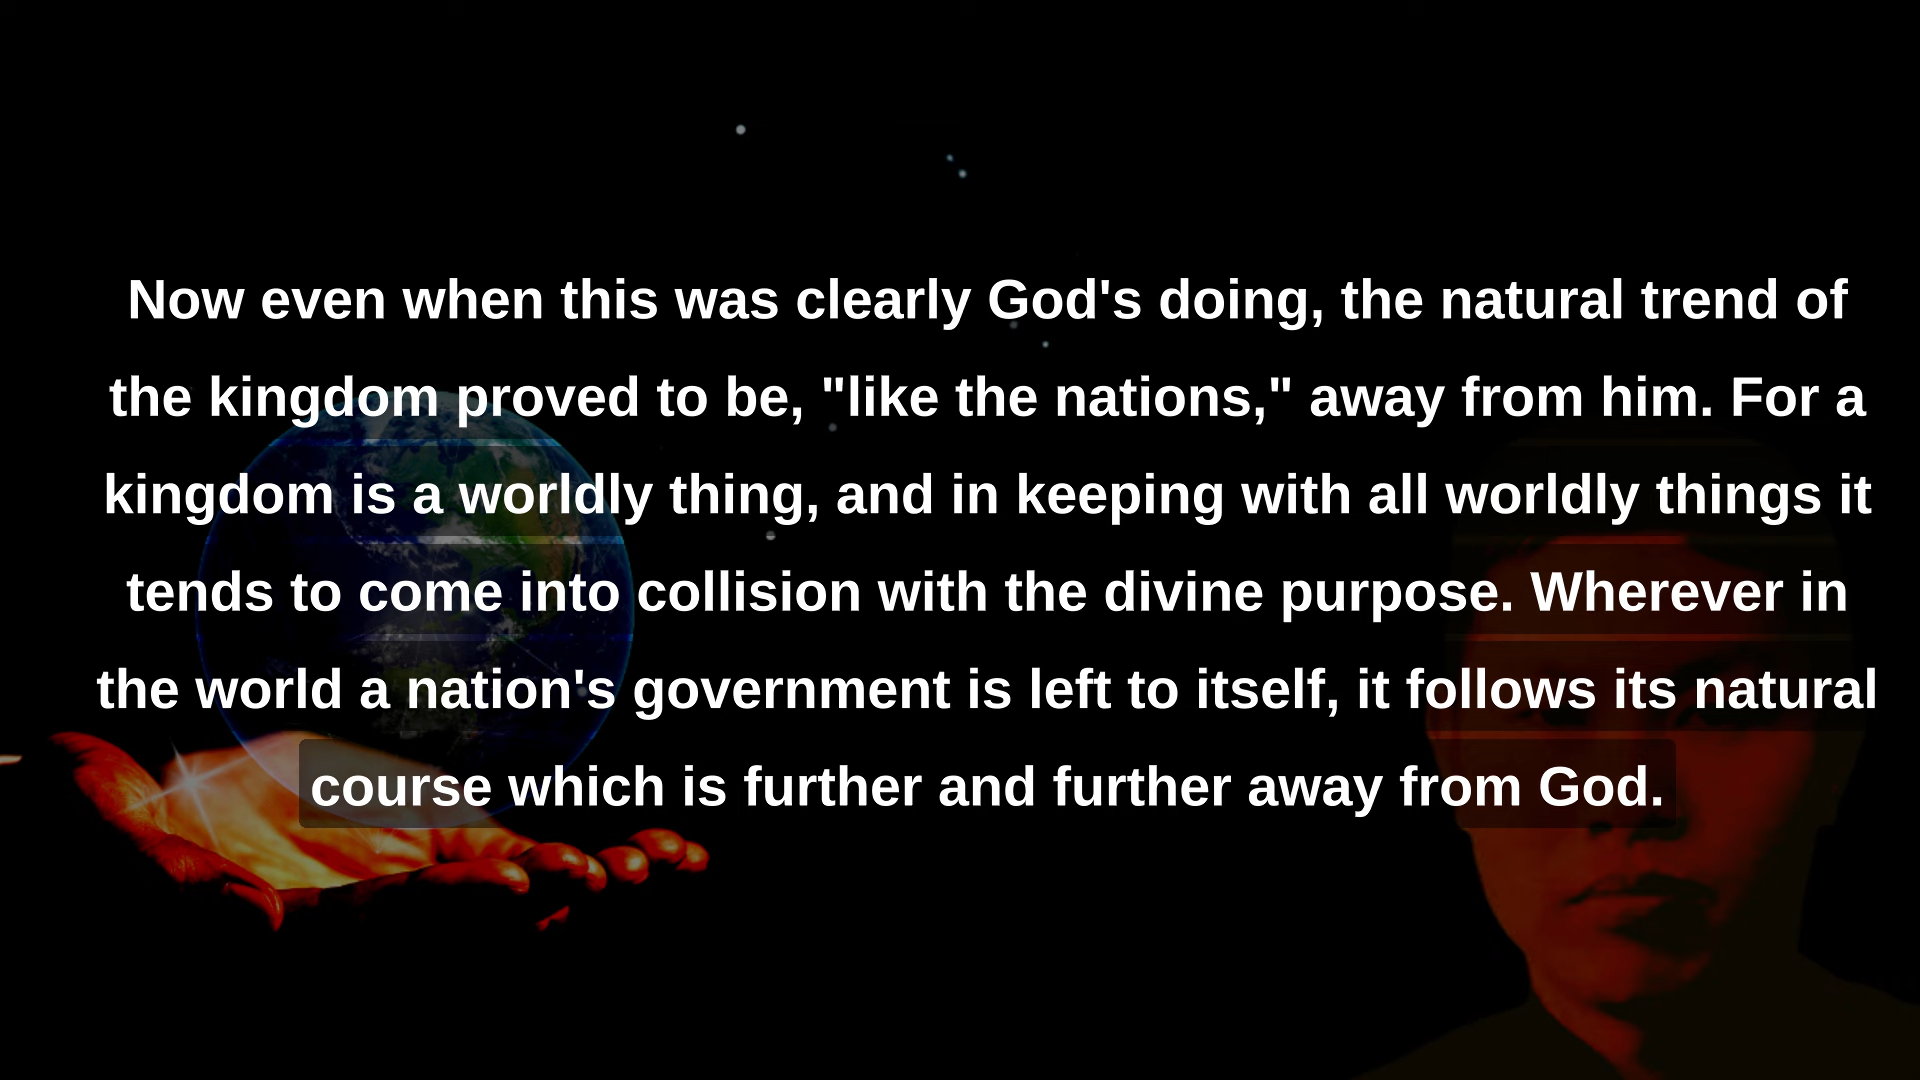 Now even when this was clearly God's doing, the natural trend of
the kingdom proved to be, "like the nations," away from him. For a
kingdom is a worldly thing, and in keeping with all worldly things it
tends to come into collision with the divine purpose. Wherever in
the world a nation's government is left to itself, it follows its natural
course which is further and further away from God.